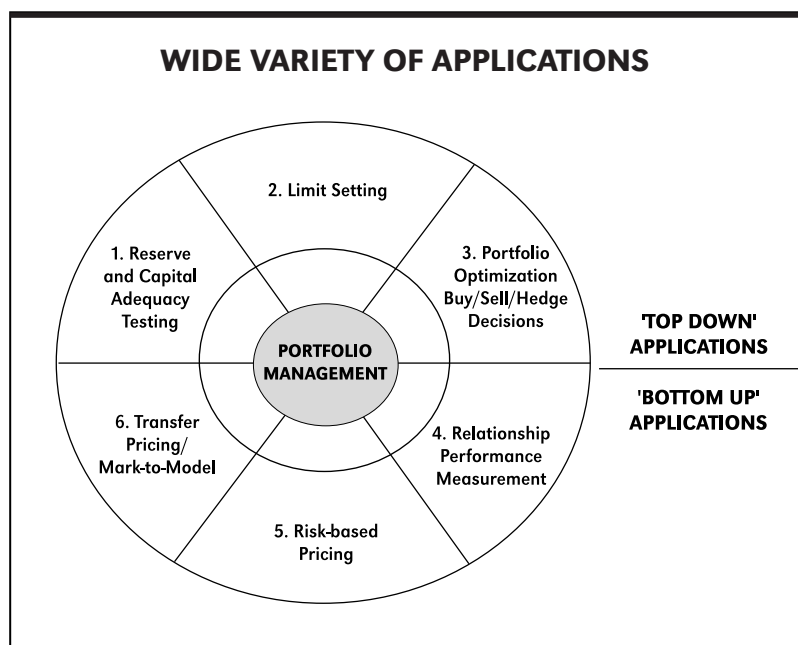 WIDE VARIETY OF APPLICATIONS
2. Limit Setting
1. Reserve
and Capital
Adequacy
Testing
3. Portfolio
Optimization
Buy/Sell/Hedge
Decisions
PORTFOLIO
MANAGEMENT
'TOP DOWN'
APPLICATIONS
'BOTTOM UP'
APPLICATIONS
6. Transfer
Pricing/
Mark-to-Model
4. Relationship
Performance
Measurement
5. Risk-based
Pricing